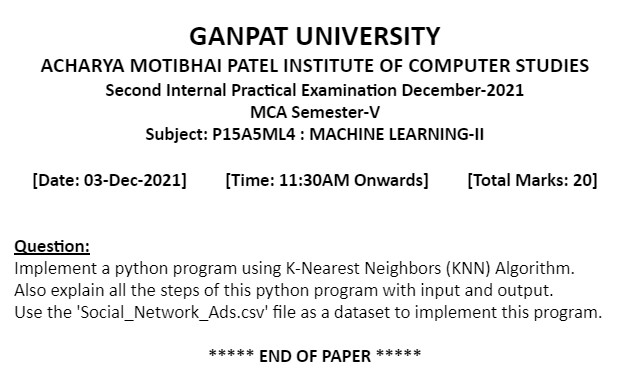 GANPAT UNIVERSITY
ACHARYA MOTIBHAI PATEL INSTITUTE OF COMPUTER STUDIES
Second Internal Practical Examination December-2021
MCA Semester-V
Subject: P15A5ML4 : MACHINE LEARNING-II
[Date: 03-Dec-2021] [Time: 11:30AM Onwards] [Total Marks: 20]
Question:
Implement a python program using K-Nearest Neighbors (KNN) Algorithm.
Also explain all the steps of this python program with input and output.
Use the 'Social_Network_Ads.csv' file as a dataset to implement this program.
***** END OF PAPER *****